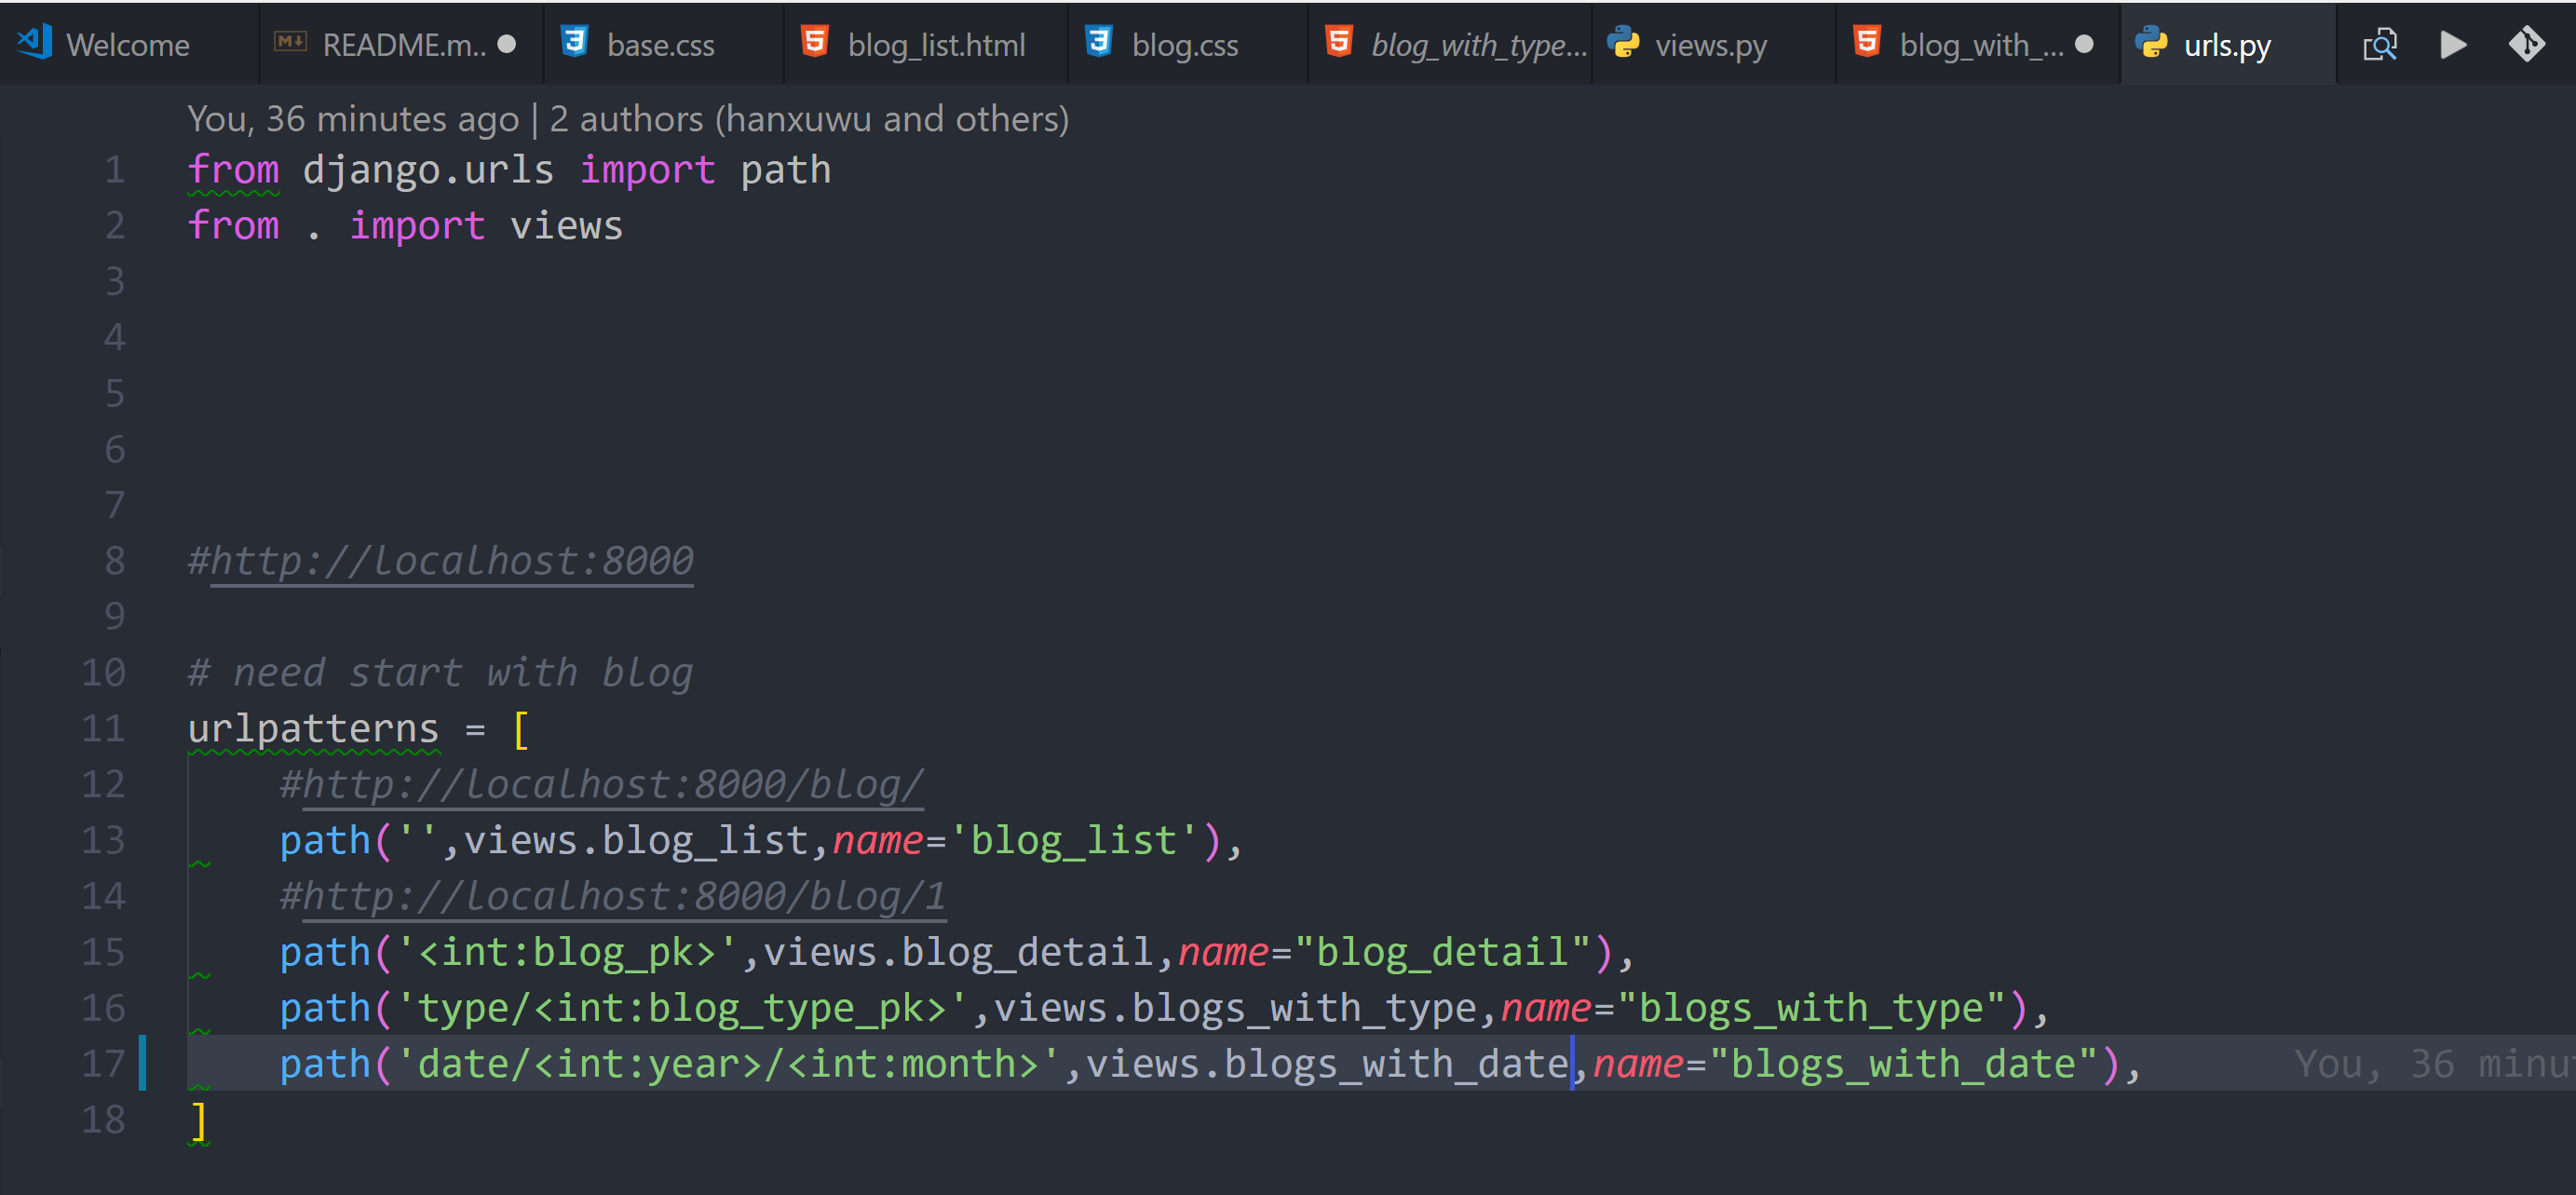 Welcome README.m.. base.css blog_list.html blog.css blog_with_type... views.py blog_with_... urls.py
You, 36 minutes ago | 2 authors (hanxuwu and others)
1 from django.urls import path
2 from . import views
3
4
5
6
7
8 #http://localhost:8000
9
10 # need start with blog
11 urlpatterns = [
12 #http://localhost:8000/blog/
13 path('',views.blog_list,name='blog_list'),
14 #http://localhost:8000/blog/1
15 path('<int:blog_pk>',views.blog_detail,name="blog_detail"),
16 path('type/<int:blog_type_pk>',views.blogs_with_type,name="blogs_with_type"),
17 path('date/<int:year>/<int:month>',views.blogs_with_date,name="blogs_with_date"), You, 36 minu
18 ]